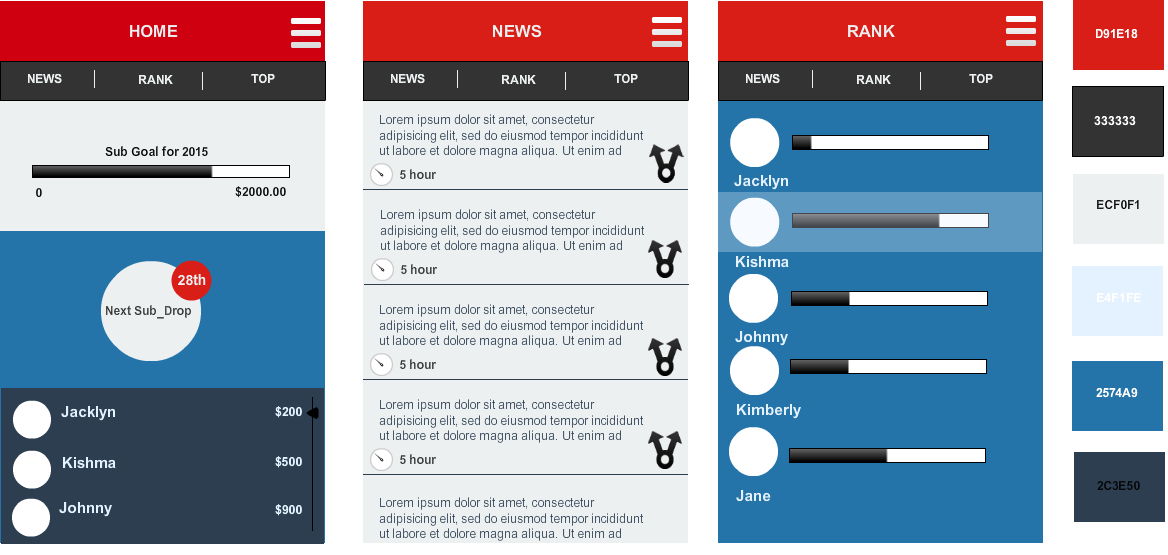 HOME
NEWS
RANK
TOP
Sub Goal for 2015
0
$2000.00
28th
Next Sub_Drop
Jacklyn
$200
Kishma
$500
Johnny
$900
NEWS
NEWS
RANK
TOP
Lorem ipsum dolor sit amet, consectetur
adipisicing elit, sed do eiusmod tempor incididunt
ut labore et dolore magna aliqua. Ut enim ad
5 hour
Lorem ipsum dolor sit amet, consectetur
adipisicing elit, sed do eiusmod tempor incididunt
ut labore et dolore magna aliqua. Ut enim ad
5 hour
Lorem ipsum dolor sit amet, consectetur
adipisicing elit, sed do eiusmod tempor incididunt
ut labore et dolore magna aliqua. Ut enim ad
5 hour
Lorem ipsum dolor sit amet, consectetur
adipisicing elit, sed do eiusmod tempor incididunt
ut labore et dolore magna aliqua. Ut enim ad
5 hour
Lorem ipsum dolor sit amet, consectetur
adipisicing elit, sed do eiusmod tempor incididunt
ut labore et dolore magna aliqua. Ut enim ad
RANK
NEWS
RANK
TOP
Jacklyn
Kishma
Johnny
Kimberly
Jane
D91E18
333333
ECF0F1
E4F1FE
2574A9
2C3E50